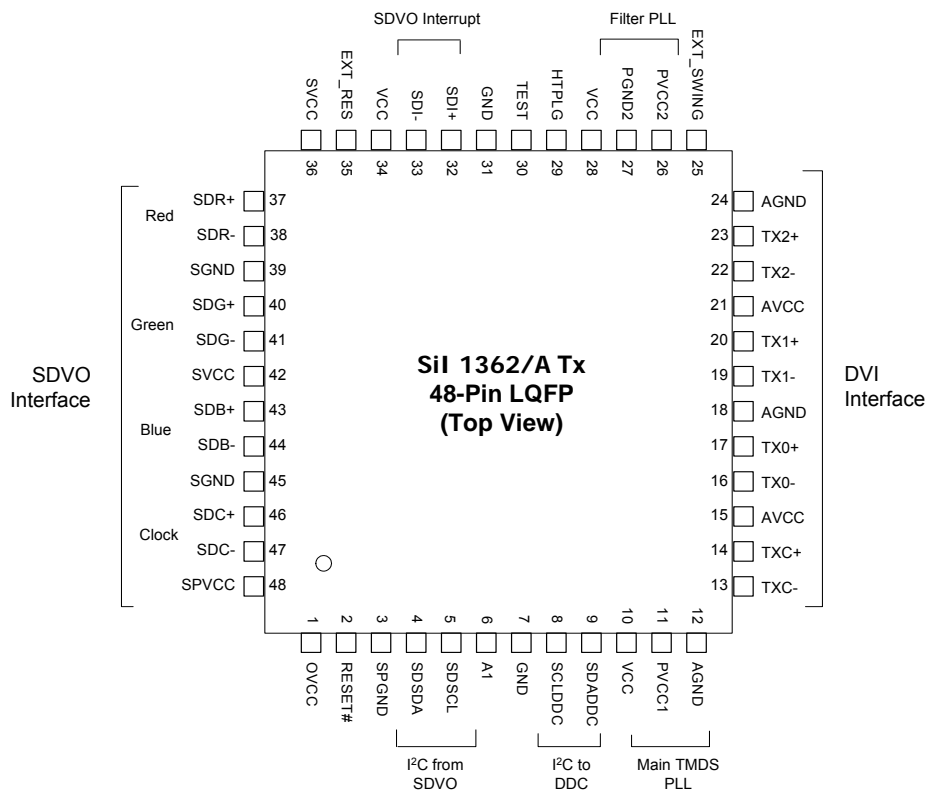 SDVO Interrupt
Filter PLL
SVCC
EXT_RES
VCC
SDI-
SDI+
GND
TEST
HTPLG
VCC
PGND2
PVCC2
EXT_SWING
36
35
34
33
32
31
30
29
28
27
26
25
SDVO
Interface
Red
Green
Blue
Clock
SDR+ 37
SDR- 38
SGND 39
SDG+ 40
SDG- 41
SVCC 42
SDB+ 43
SDB- 44
SGND 45
SDC+ 46
SDC- 47
SPVCC 48
SiI 1362/A Tx
48-Pin LQFP
(Top View)
24 AGND
23 TX2+
22 TX2-
21 AVCC
20 TX1+
19 TX1-
18 AGND
17 TX0+
16 TX0-
15 AVCC
14 TXC+
13 TXC-
DVI
Interface
1
2
3
4
5
6
7
8
9
10
11
12
OVCC
RESET#
SPGND
SDSDA
SDSCL
A1
GND
SCLDDC
SDADDC
VCC
PVCC1
AGND
I²C from
SDVO
I²C to
DDC
Main TMDS
PLL